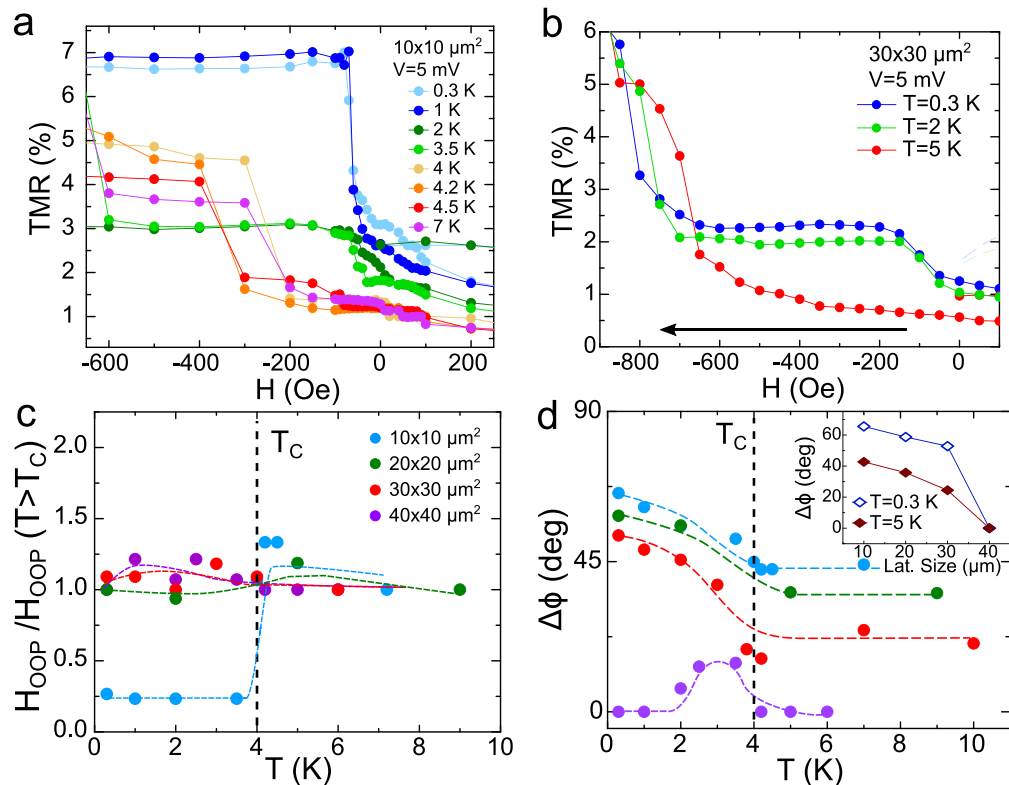 a
10x10 μm²
V=5 mV
0.3 K
1 K
2 K
3.5 K
4 K
4.2 K
4.5 K
7 K
TMR (%)
7
6
5
4
3
2
1
-600 -400 -200 0 200
H (Oe)
b
30x30 μm²
V=5 mV
T=0.3 K
T=2 K
T=5 K
TMR (%)
6
5
4
3
2
1
0
-800 -600 -400 -200 0
H (Oe)
c
T_C
10x10 μm²
20x20 μm²
30x30 μm²
40x40 μm²
H_OOP/H_OOP (T>T_C)
2.0
1.5
1.0
0.5
0.0
0 2 4 6 8 10
T (K)
d
T_C
Δϕ (deg)
90
45
0
0 2 4 6 8 10
T (K)
Δϕ (deg)
60
40
20
0
T=0.3 K
T=5 K
10 20 30 40
Lat. Size (μm)